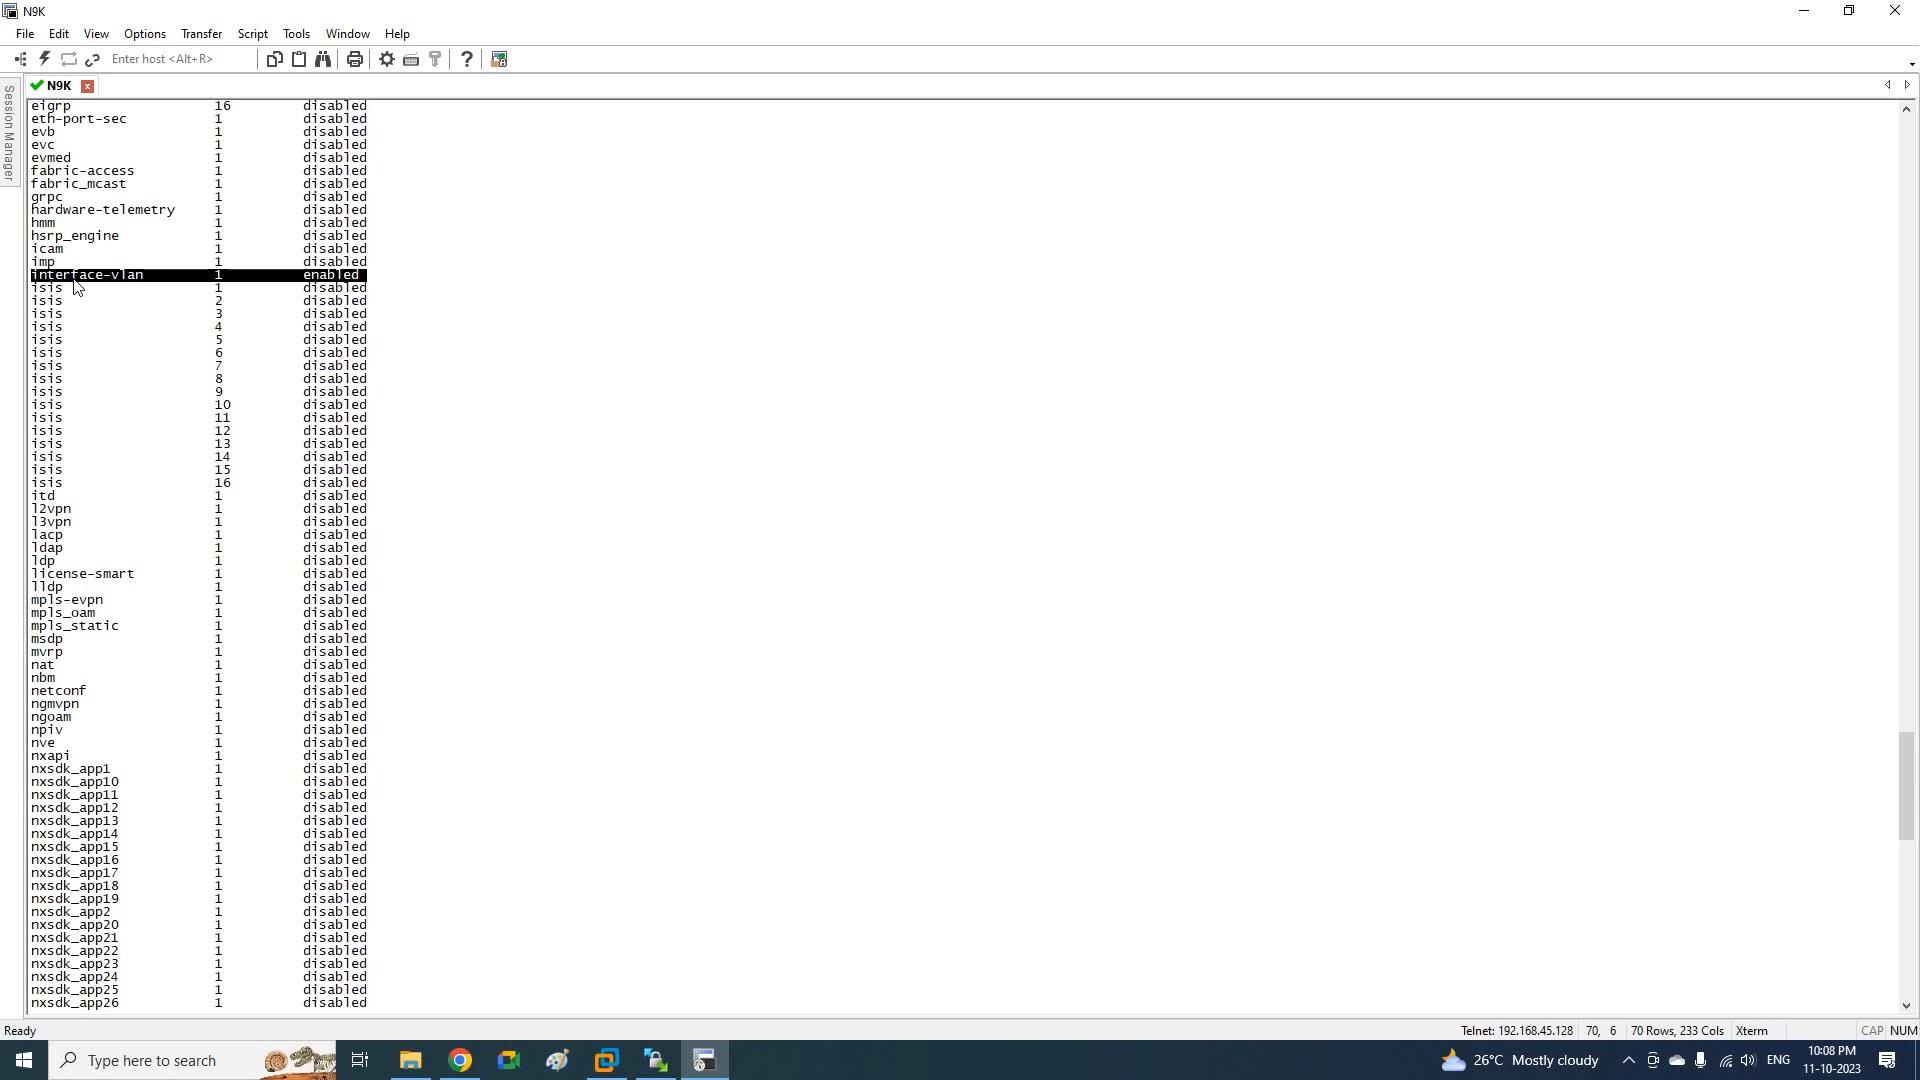 N9K
File Edit View Options Transfer Script Tools Window Help
Enter host <Alt+R>
Session Manager
N9K
eigrp 16 disabled
eth-port-sec 1 disabled
evb 1 disabled
evc 1 disabled
evmed 1 disabled
fabric-access 1 disabled
fabric_mcast 1 disabled
grpc 1 disabled
hardware-telemetry 1 disabled
hmm 1 disabled
hsrp_engine 1 disabled
icam 1 disabled
imp 1 disabled
interface-vlan 1 enabled
isis 1 disabled
isis 2 disabled
isis 3 disabled
isis 4 disabled
isis 5 disabled
isis 6 disabled
isis 7 disabled
isis 8 disabled
isis 9 disabled
isis 10 disabled
isis 11 disabled
isis 12 disabled
isis 13 disabled
isis 14 disabled
isis 15 disabled
isis 16 disabled
itd 1 disabled
l2vpn 1 disabled
l3vpn 1 disabled
lacp 1 disabled
ldap 1 disabled
ldp 1 disabled
license-smart 1 disabled
lldp 1 disabled
mpls-evpn 1 disabled
mpls_oam 1 disabled
mpls_static 1 disabled
msdp 1 disabled
mvrp 1 disabled
nat 1 disabled
nbm 1 disabled
netconf 1 disabled
ngmvpn 1 disabled
ngoam 1 disabled
npiv 1 disabled
nve 1 disabled
nxapi 1 disabled
nxsdk_app1 1 disabled
nxsdk_app10 1 disabled
nxsdk_app11 1 disabled
nxsdk_app12 1 disabled
nxsdk_app13 1 disabled
nxsdk_app14 1 disabled
nxsdk_app15 1 disabled
nxsdk_app16 1 disabled
nxsdk_app17 1 disabled
nxsdk_app18 1 disabled
nxsdk_app19 1 disabled
nxsdk_app2 1 disabled
nxsdk_app20 1 disabled
nxsdk_app21 1 disabled
nxsdk_app22 1 disabled
nxsdk_app23 1 disabled
nxsdk_app24 1 disabled
nxsdk_app25 1 disabled
nxsdk_app26 1 disabled
Ready Telnet: 192.168.45.128 70, 6 70 Rows, 233 Cols Xterm CAP NUM
Type here to search 26°C Mostly cloudy ENG 10:08 PM
11-10-2023